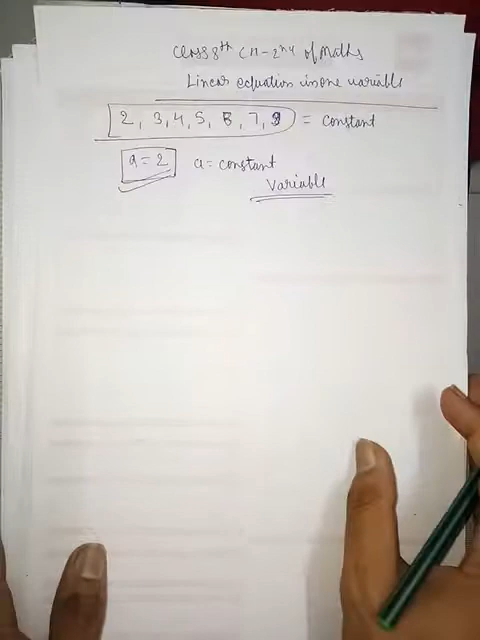 Class 8th CH-2nd of Maths
Linear equation in one variable
2, 3, 4, 5, 6, 7, 9 = constant
a = 2 a = constant
Variable